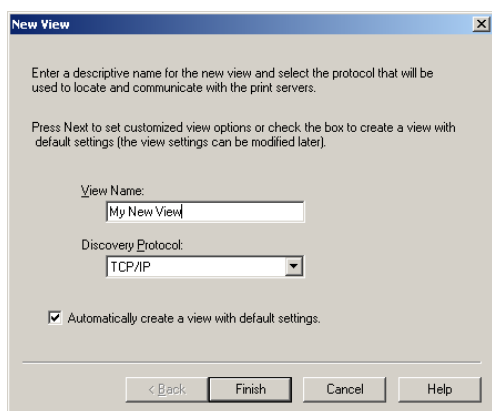 New View
Enter a descriptive name for the new view and select the protocol that will be
used to locate and communicate with the print servers.
Press Next to set customized view options or check the box to create a view with
default settings (the view settings can be modified later).
View Name:
My New View
Discovery Protocol:
TCP/IP
Automatically create a view with default settings.
< Back
Finish
Cancel
Help